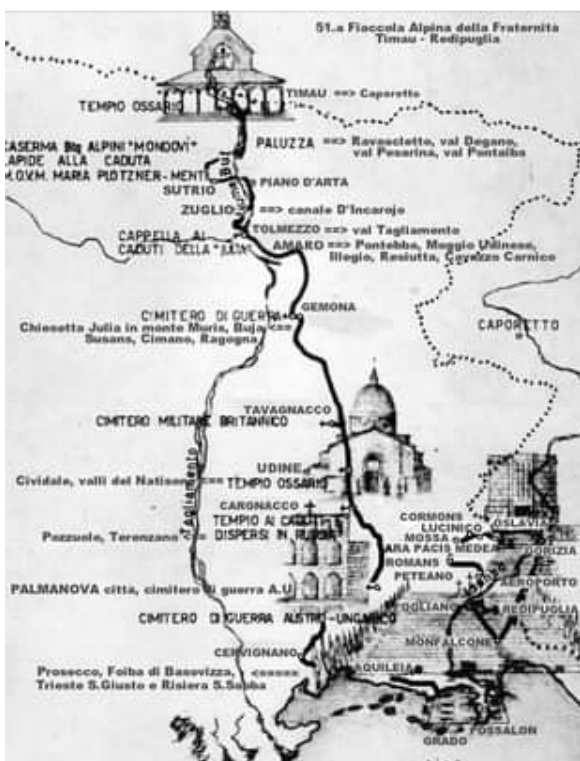 51.a Fiaccola Alpina della Fraternità
Timau - Redipuglia
TIMAU ==> Caporetto
TEMPIO OSSARIO
PALUZZA ==> Ravascletto, val Degano,
val Pesarina, val Pontaiba
CASERMA Btg ALPINI "MONDOVI'"
LAPIDE ALLA CADUTA
M.O.V.M. MARIA PLOTZNER-MENTIL
But
SUTRIO
PIANO D'ARTA
ZUGLIO
==> canale D'Incarojo
TOLMEZZO ==> val Tagliamento
CAPPELLA AI
CADUTI DELLA "JULIA"
AMARO ==> Pontebba, Moggio Udinese,
Illegio, Resiutta, Cavazzo Carnico
CIMITERO DI GUERRA
GEMONA
Chiesetta Julia in monte Muris, Buja <==
Susans, Cimano, Ragogna
CAPORETTO
TAVAGNACCO
CIMITERO MILITARE BRITANNICO
UDINE
Cividale, valli del Natisone <== TEMPIO OSSARIO
Tagliamento
CARGNACCO
TEMPIO AI CADUTI
Pozzuolo, Terenzano <== DISPERSI IN RUSSIA
CORMONS
LUCINICO
OSLAVIA
MOSSA
GORIZIA
ARA PACIS MEDEA
ROMANS
Isonzo
AEROPORTO
PETEANO
PALMANOVA città, cimitero di guerra A.U
OGLIANO
REDIPUGLIA
CIMITERO DI GUERRA AUSTRO-UNGARICO
MONFALCONE
CERVIGNANO
AQUILEIA
Prosecco, Foiba di Basovizza, <=====
Trieste S.Giusto e Risiera S.Sabba
FOSSALON
GRADO